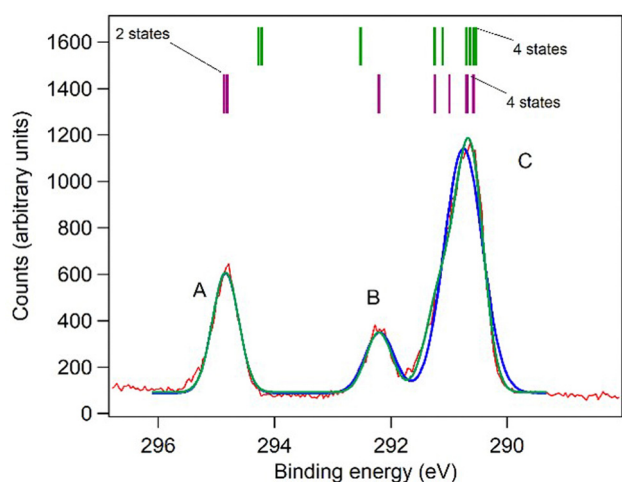 2 states
4 states
4 states
A
B
C
Counts (arbitrary units)
1600
1400
1200
1000
800
600
400
200
0
296
294
292
290
Binding energy (eV)